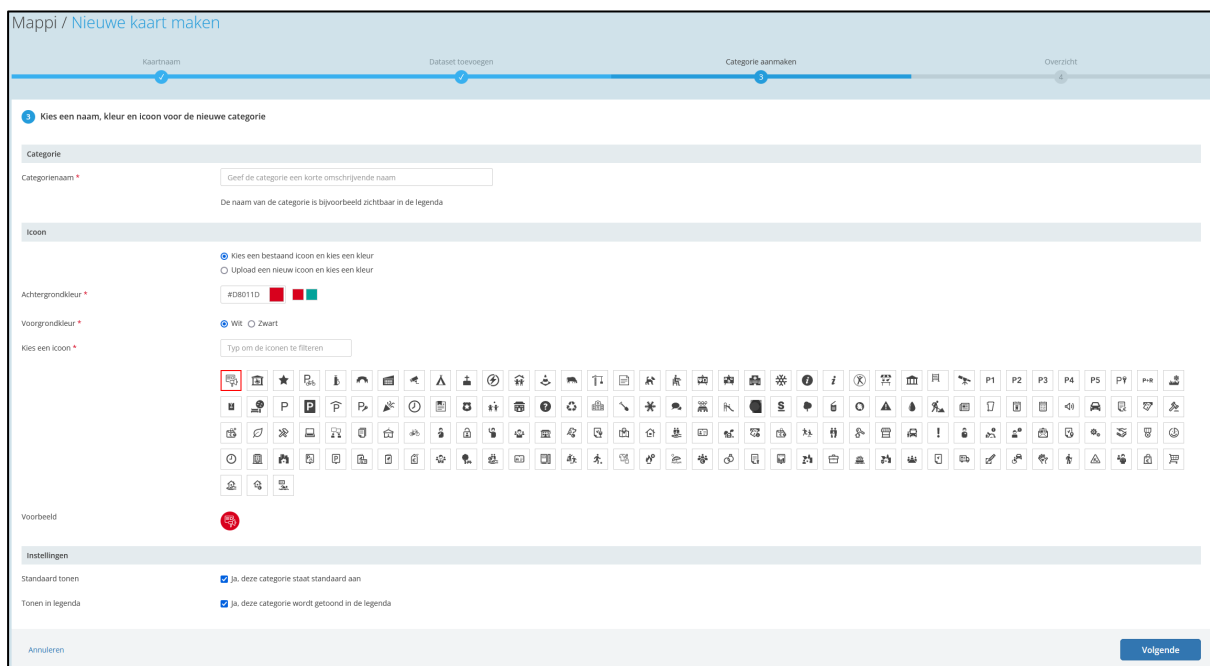 Mappi / Nieuwe kaart maken
Kaartnaam
Dataset toevoegen
Categorie aanmaken
Overzicht
3
4
3 Kies een naam, kleur en icoon voor de nieuwe categorie
Categorie
Categorienaam *
Geef de categorie een korte omschrijvende naam
De naam van de categorie is bijvoorbeeld zichtbaar in de legenda
Icoon
Kies een bestaand icoon en kies een kleur
Upload een nieuw icoon en kies een kleur
Achtergrondkleur *
#D8011D
Voorgrondkleur *
Wit
Zwart
Kies een icoon *
Typ om de iconen te filteren
P1 P2 P3 P4 P5 P+R
P P
Voorbeeld
Instellingen
Standaard tonen
Ja, deze categorie staat standaard aan
Tonen in legenda
Ja, deze categorie wordt getoond in de legenda
Annuleren
Volgende